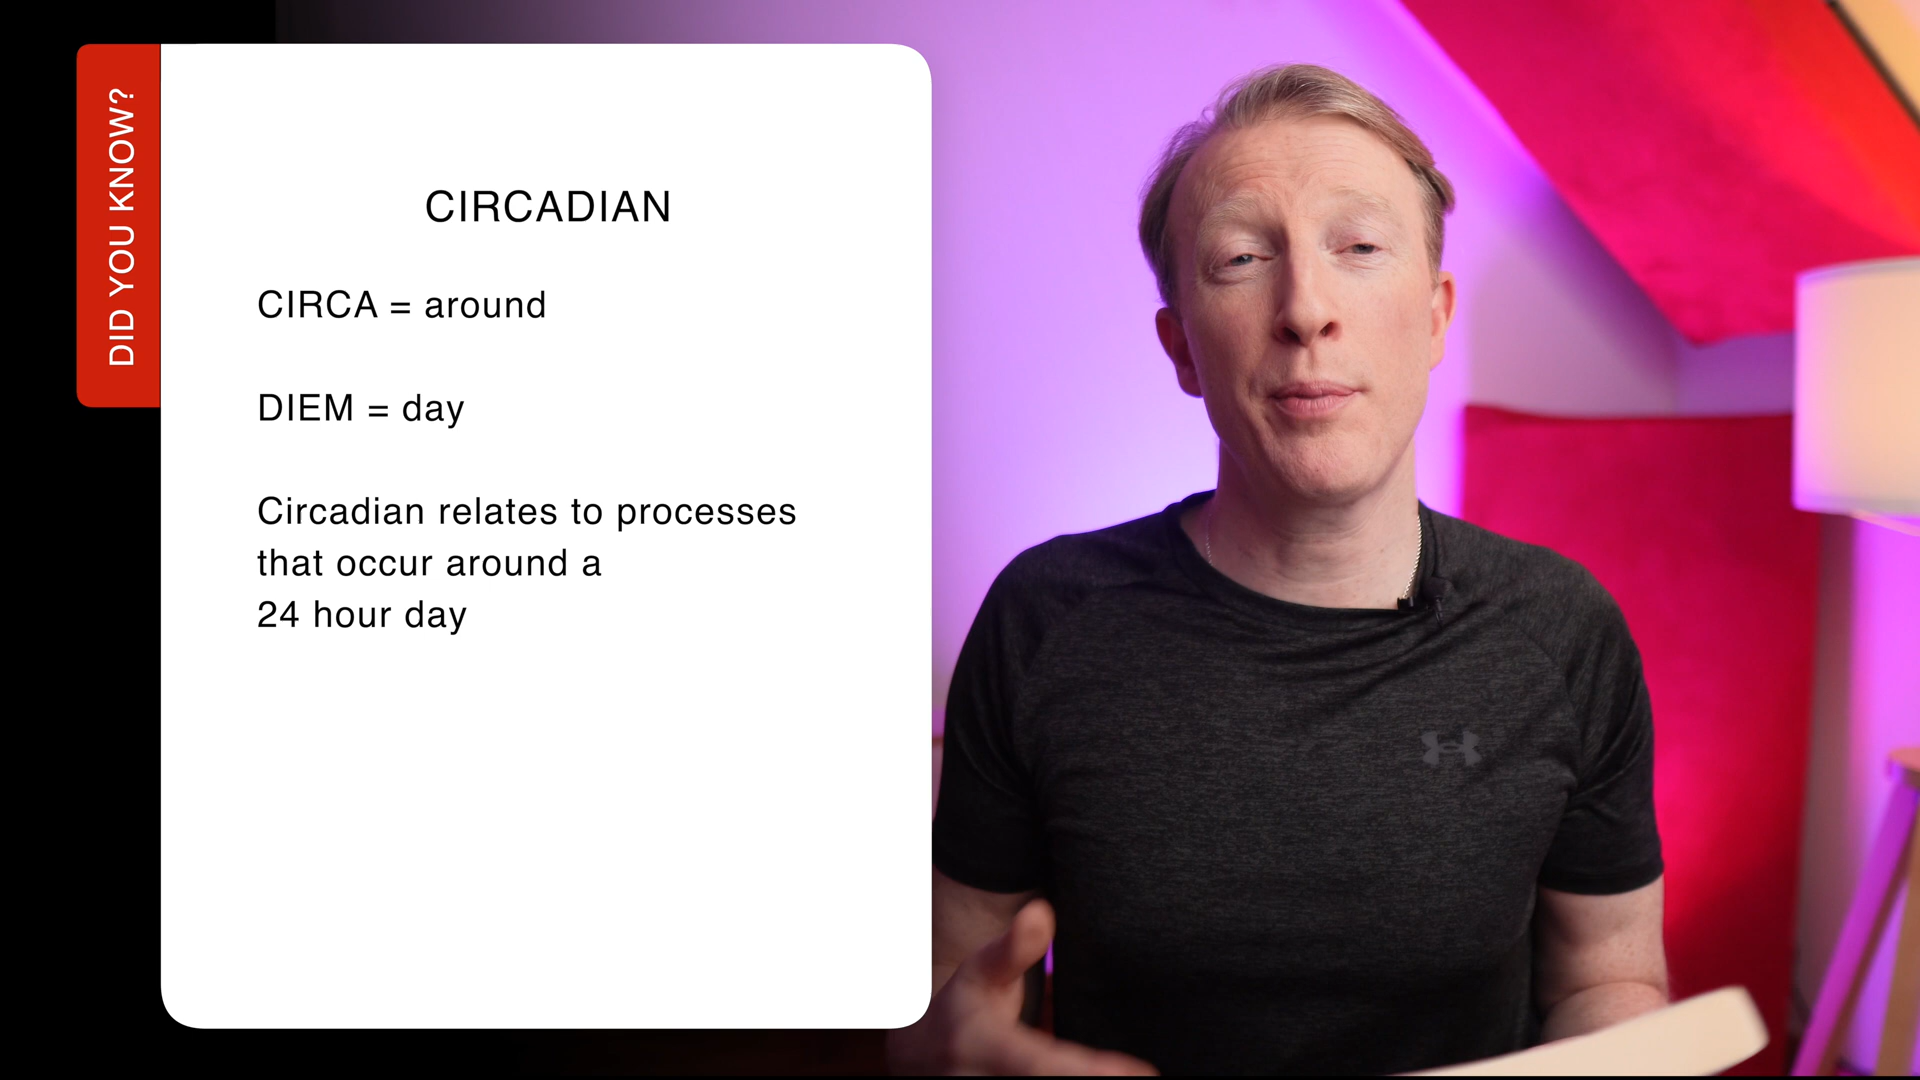 DID YOU KNOW?
CIRCADIAN
CIRCA = around
DIEM = day
Circadian relates to processes
that occur around a
24 hour day